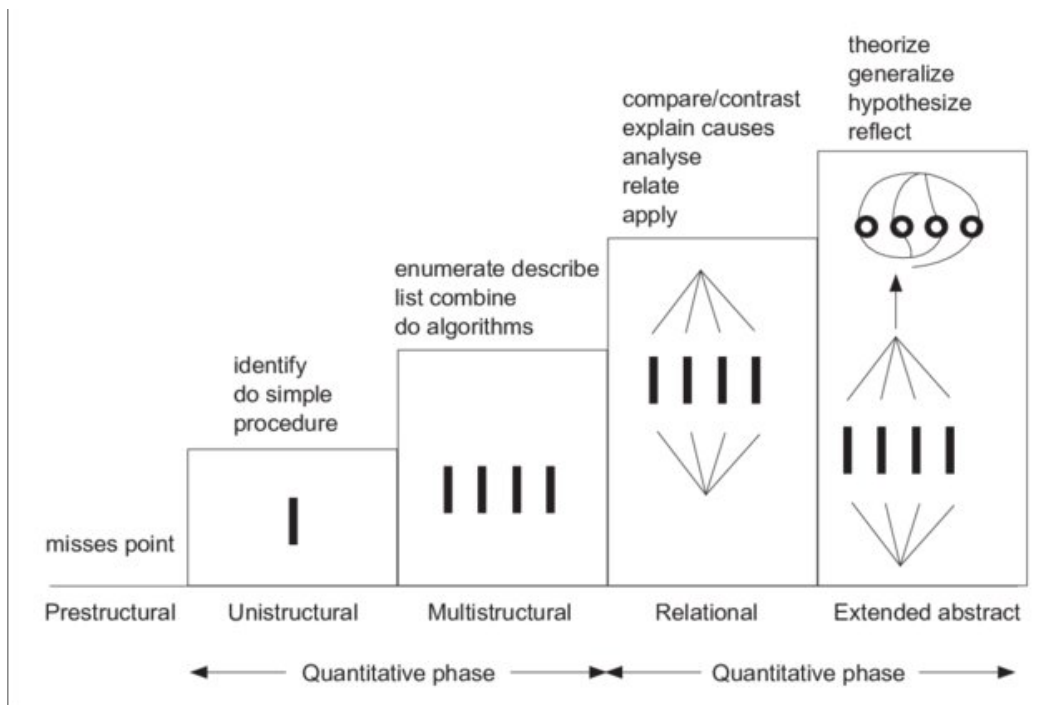 theorize
generalize
hypothesize
reflect
compare/contrast
explain causes
analyse
relate
apply
enumerate describe
list combine
do algorithms
identify
do simple
procedure
misses point
Prestructural
Unistructural
Multistructural
Relational
Extended abstract
Quantitative phase
Quantitative phase